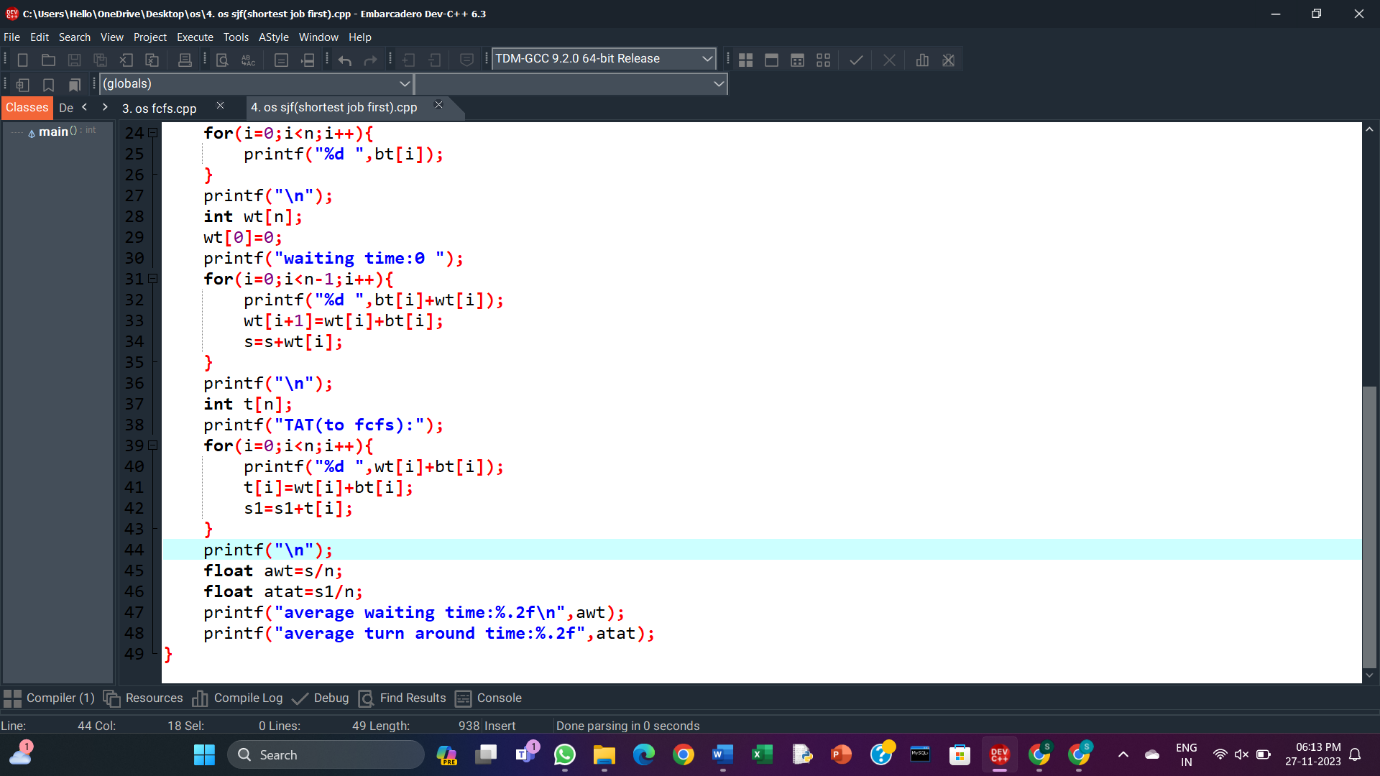 C:\Users\Hello\OneDrive\Desktop\os\4. os sjf(shortest job first).cpp - Embarcadero Dev-C++ 6.3
File Edit Search View Project Execute Tools AStyle Window Help
TDM-GCC 9.2.0 64-bit Release
(globals)
Classes De 3. os fcfs.cpp 4. os sjf(shortest job first).cpp
main() : int
24 for(i=0;i<n;i++){
25 printf("%d ",bt[i]);
26 }
27 printf("\n");
28 int wt[n];
29 wt[0]=0;
30 printf("waiting time:0 ");
31 for(i=0;i<n-1;i++){
32 printf("%d ",bt[i]+wt[i]);
33 wt[i+1]=wt[i]+bt[i];
34 s=s+wt[i];
35 }
36 printf("\n");
37 int t[n];
38 printf("TAT(to fcfs):");
39 for(i=0;i<n;i++){
40 printf("%d ",wt[i]+bt[i]);
41 t[i]=wt[i]+bt[i];
42 s1=s1+t[i];
43 }
44 printf("\n");
45 float awt=s/n;
46 float atat=s1/n;
47 printf("average waiting time:%.2f\n",awt);
48 printf("average turn around time:%.2f",atat);
49 }
Compiler (1) Resources Compile Log Debug Find Results Console
Line: 44 Col: 18 Sel: 0 Lines: 49 Length: 938 Insert Done parsing in 0 seconds
1 Search PRE 1 ENG IN 06:13 PM 27-11-2023